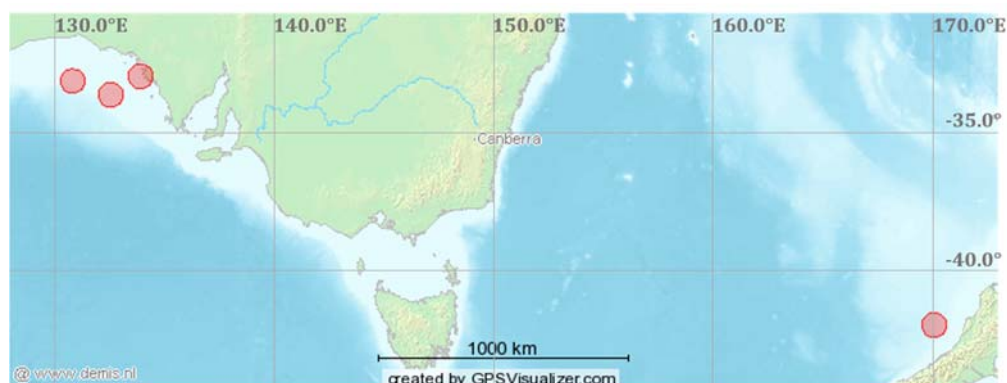 130.0°E 140.0°E 150.0°E 160.0°E 170.0°E
-35.0°
Canberra
-40.0°
1000 km
@ www.demis.nl
created by GPSVisualizer.com